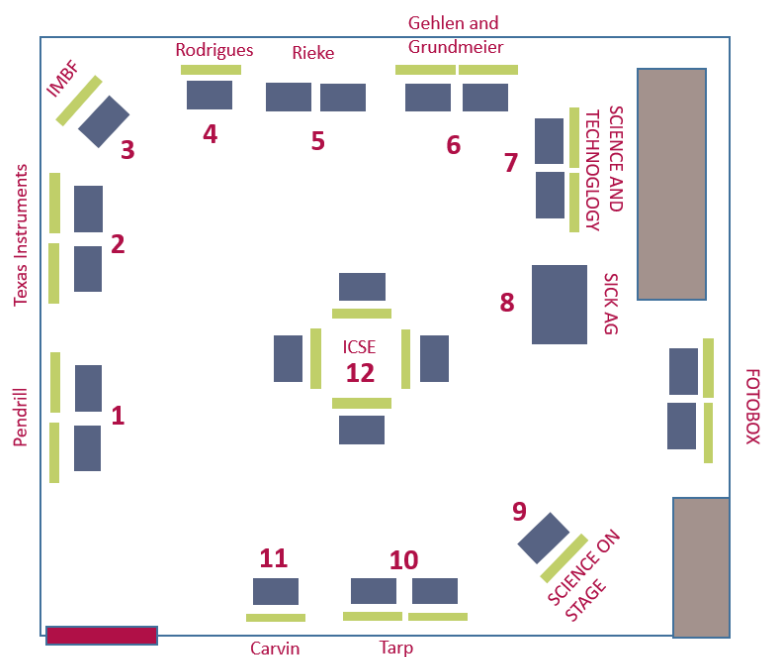 Gehlen and
Grundmeier
Rodrigues
Rieke
IMBF
3
4
5
6
7
SCIENCE AND
TECHNOGLOGY
Texas Instruments
2
8
SICK AG
ICSE
12
Pendrill
1
FOTOBOX
9
SCIENCE ON
STAGE
11
10
Carvin
Tarp